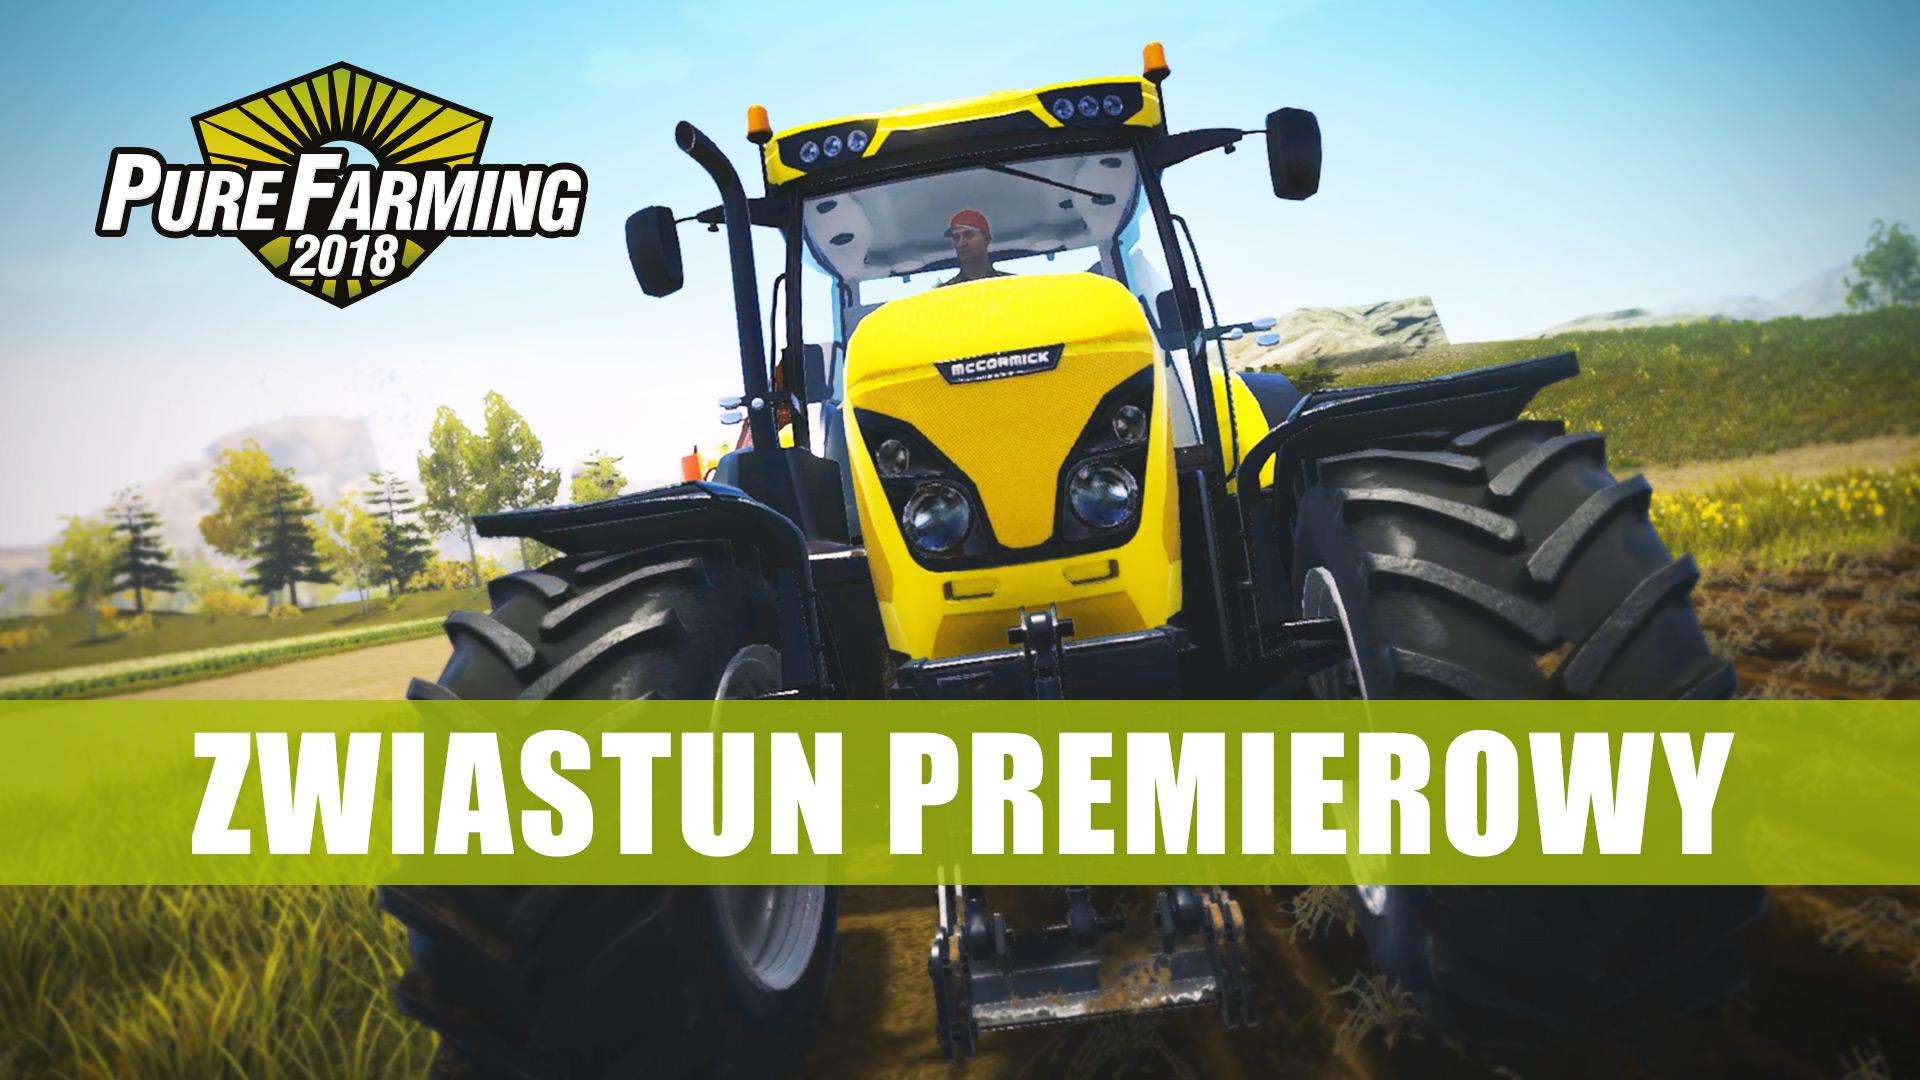 PURE FARMING
2018
McCORMICK
ZWIASTUN PREMIEROWY